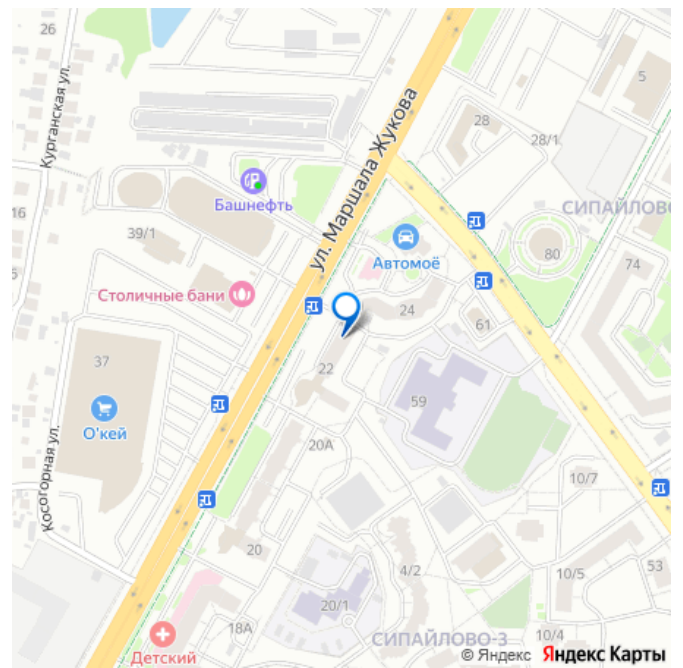 26
Курганская ул.
ул. Маршала Жукова
5
28
28/1
Башнефть
16
СИПАЙЛОВО
39/1
Автомоё
80
74
Столичные бани
24
61
37
22
59
О'кей
20А
Косогорная ул.
10/7
20
4/2
10/5
53
20/1
18А
СИПАЙЛОВО-3
10/4
Детский
© Яндекс Яндекс Карты